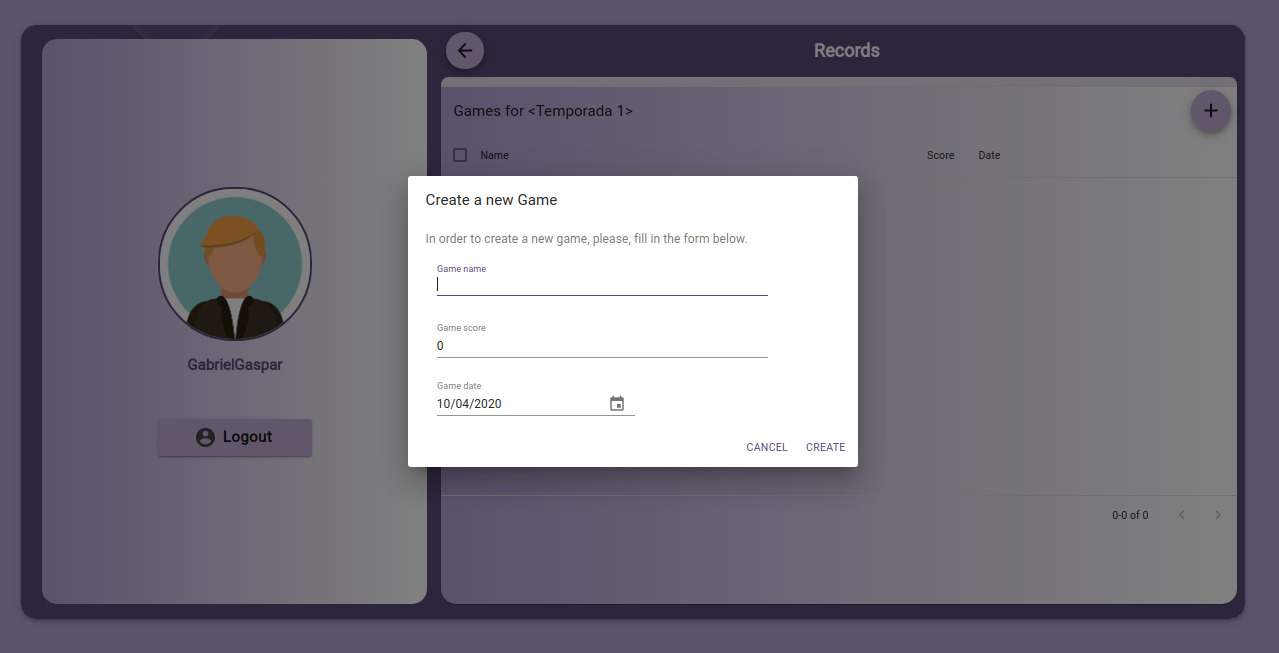 Records
Games for <Temporada 1>
Name Score Date
Create a new Game
In order to create a new game, please, fill in the form below.
Game name
Game score
0
Game date
10/04/2020
CANCEL CREATE
GabrielGaspar
Logout
0-0 of 0